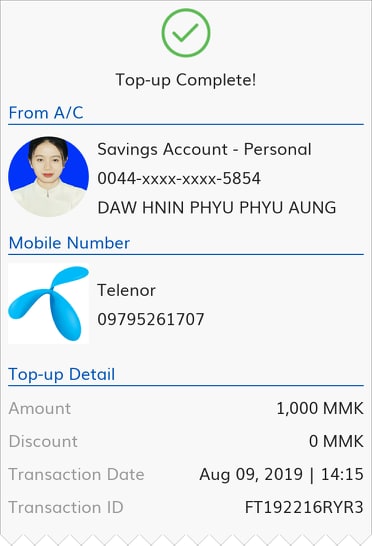 Top-up Complete!
From A/C
Savings Account - Personal
0044-xxxx-xxxx-5854
DAW HNIN PHYU PHYU AUNG
Mobile Number
Telenor
09795261707
Top-up Detail
Amount 1,000 MMK
Discount 0 MMK
Transaction Date Aug 09, 2019 | 14:15
Transaction ID FT192216RYR3